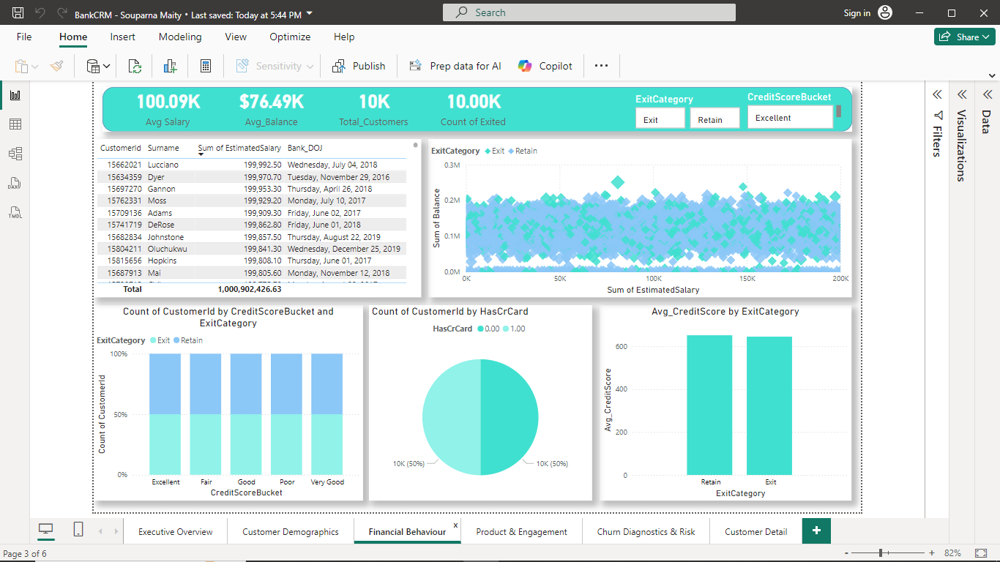 BankCRM - Souparna Maity • Last saved: Today at 5:44 PM
Search
Sign in
File Home Insert Modeling View Optimize Help
Share
Sensitivity
Publish
Prep data for AI
Copilot
100.09K
Avg Salary
$76.49K
Avg_Balance
10K
Total_Customers
10.00K
Count of Exited
ExitCategory
Exit
Retain
CreditScoreBucket
Excellent
Filters
Visualizations
Data
DAX
TMDL
CustomerId Surname Sum of EstimatedSalary Bank_DOJ
15662021 Lucciano 199,992.50 Wednesday, July 04, 2018
15634359 Dyer 199,970.70 Tuesday, November 29, 2016
15697270 Gannon 199,953.30 Thursday, April 26, 2018
15762331 Moss 199,929.20 Monday, July 10, 2017
15709136 Adams 199,909.30 Friday, June 02, 2017
15741719 DeRose 199,862.80 Friday, June 01, 2018
15682834 Johnstone 199,857.50 Thursday, August 22, 2019
15804211 Oluchukwu 199,841.30 Wednesday, December 25, 2019
15815656 Hopkins 199,808.10 Thursday, June 01, 2017
15687913 Mai 199,805.60 Monday, November 12, 2018
Total 1,000,902,426.63
ExitCategory Exit Retain
Sum of Balance
0.3M
0.2M
0.1M
0.0M
0K 50K 100K 150K 200K
Sum of EstimatedSalary
Count of CustomerId by CreditScoreBucket and
ExitCategory
ExitCategory Exit Retain
Count of CustomerId
100%
50%
0%
Excellent Fair Good Poor Very Good
CreditScoreBucket
Count of CustomerId by HasCrCard
HasCrCard 0.00 1.00
10K (50%)
10K (50%)
Avg_CreditScore by ExitCategory
Avg_CreditScore
600
400
200
0
Retain Exit
ExitCategory
Executive Overview
Customer Demographics
Financial Behaviour
x
Product & Engagement
Churn Diagnostics & Risk
Customer Detail
+
Page 3 of 6
- + 82%